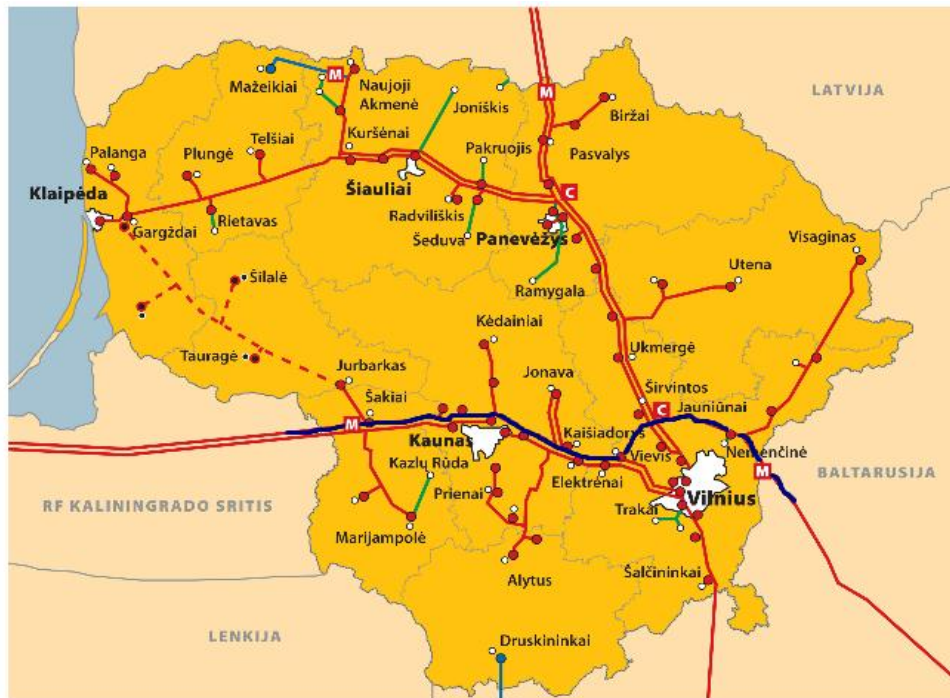 LATVIJA
M
Mažeikiai
Naujoji
Akmenė
Joniškis
M
Biržai
Palanga
Plungė
Telšiai
Kuršėnai
Pakruojis
Pasvalys
Klaipėda
Šiauliai
C
Gargždai
Rietavas
Radviliškis
Šeduva
Panevėžys
Visaginas
Šilalė
Ramygala
Utena
Kėdainiai
Tauragė
Ukmergė
Jurbarkas
Jonava
Širvintos
Šakiai
C
Jauniūnai
M
Kaunas
Kaišiadorys
Nemenčinė
Kazlų Rūda
Vievis
M
BALTARUSIJA
Prienai
Elektrėnai
Vilnius
RF KALININGRADO SRITIS
Trakai
Marijampolė
Alytus
Šalčininkai
LENKIJA
Druskininkai